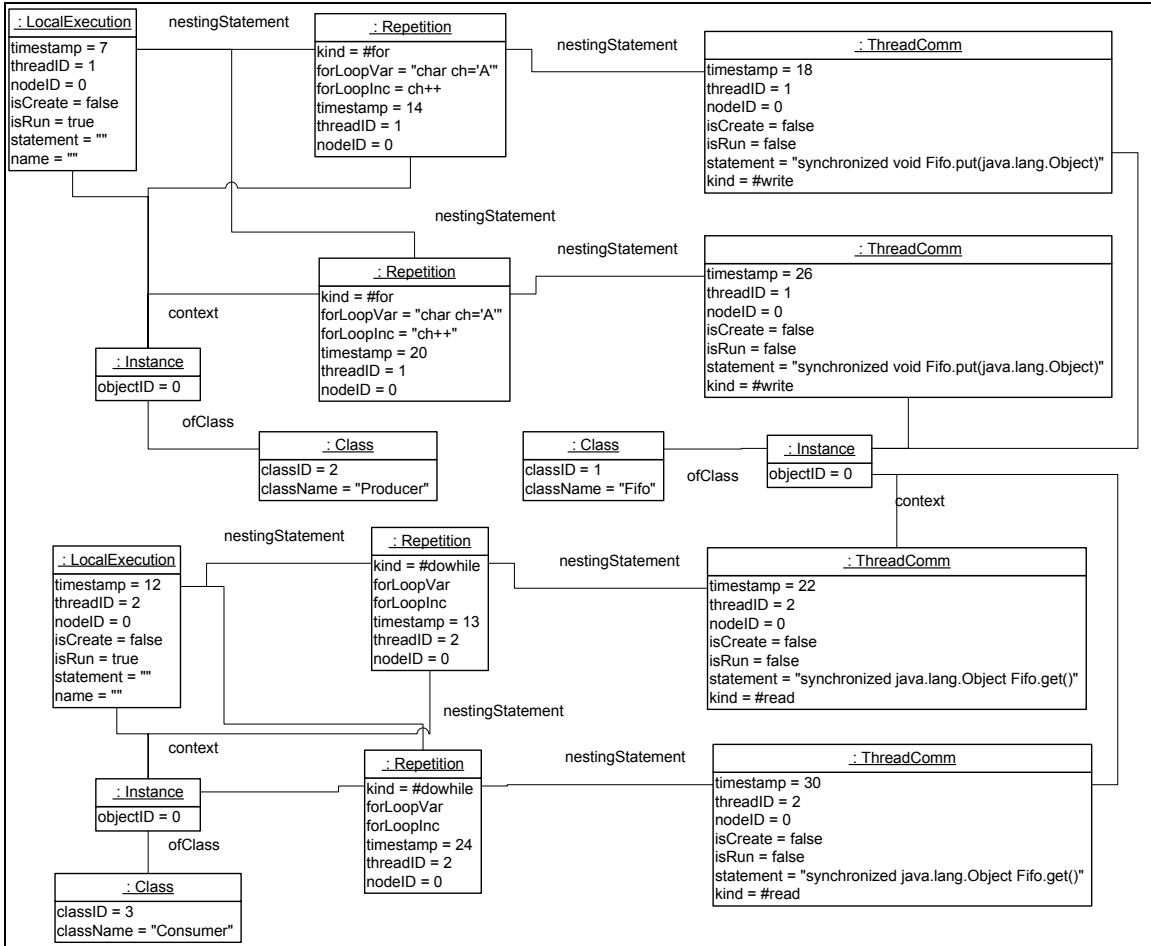 : LocalExecution
timestamp = 7
threadID = 1
nodeID = 0
isCreate = false
isRun = true
statement = ""
name = ""
nestingStatement
: Repetition
kind = #for
forLoopVar = "char ch='A'"
forLoopInc = ch++
timestamp = 14
threadID = 1
nodeID = 0
nestingStatement
: ThreadComm
timestamp = 18
threadID = 1
nodeID = 0
isCreate = false
isRun = false
statement = "synchronized void Fifo.put(java.lang.Object)"
kind = #write
nestingStatement
: Repetition
kind = #for
forLoopVar = "char ch='A'"
forLoopInc = "ch++"
timestamp = 20
threadID = 1
nodeID = 0
nestingStatement
: ThreadComm
timestamp = 26
threadID = 1
nodeID = 0
isCreate = false
isRun = false
statement = "synchronized void Fifo.put(java.lang.Object)"
kind = #write
context
: Instance
objectID = 0
ofClass
: Class
classID = 2
className = "Producer"
: Class
classID = 1
className = "Fifo"
ofClass
: Instance
objectID = 0
context
: LocalExecution
timestamp = 12
threadID = 2
nodeID = 0
isCreate = false
isRun = true
statement = ""
name = ""
nestingStatement
: Repetition
kind = #dowhile
forLoopVar
forLoopInc
timestamp = 13
threadID = 2
nodeID = 0
nestingStatement
: ThreadComm
timestamp = 22
threadID = 2
nodeID = 0
isCreate = false
isRun = false
statement = "synchronized java.lang.Object Fifo.get()"
kind = #read
nestingStatement
context
: Instance
objectID = 0
ofClass
: Class
classID = 3
className = "Consumer"
: Repetition
kind = #dowhile
forLoopVar
forLoopInc
timestamp = 24
threadID = 2
nodeID = 0
nestingStatement
: ThreadComm
timestamp = 30
threadID = 2
nodeID = 0
isCreate = false
isRun = false
statement = "synchronized java.lang.Object Fifo.get()"
kind = #read